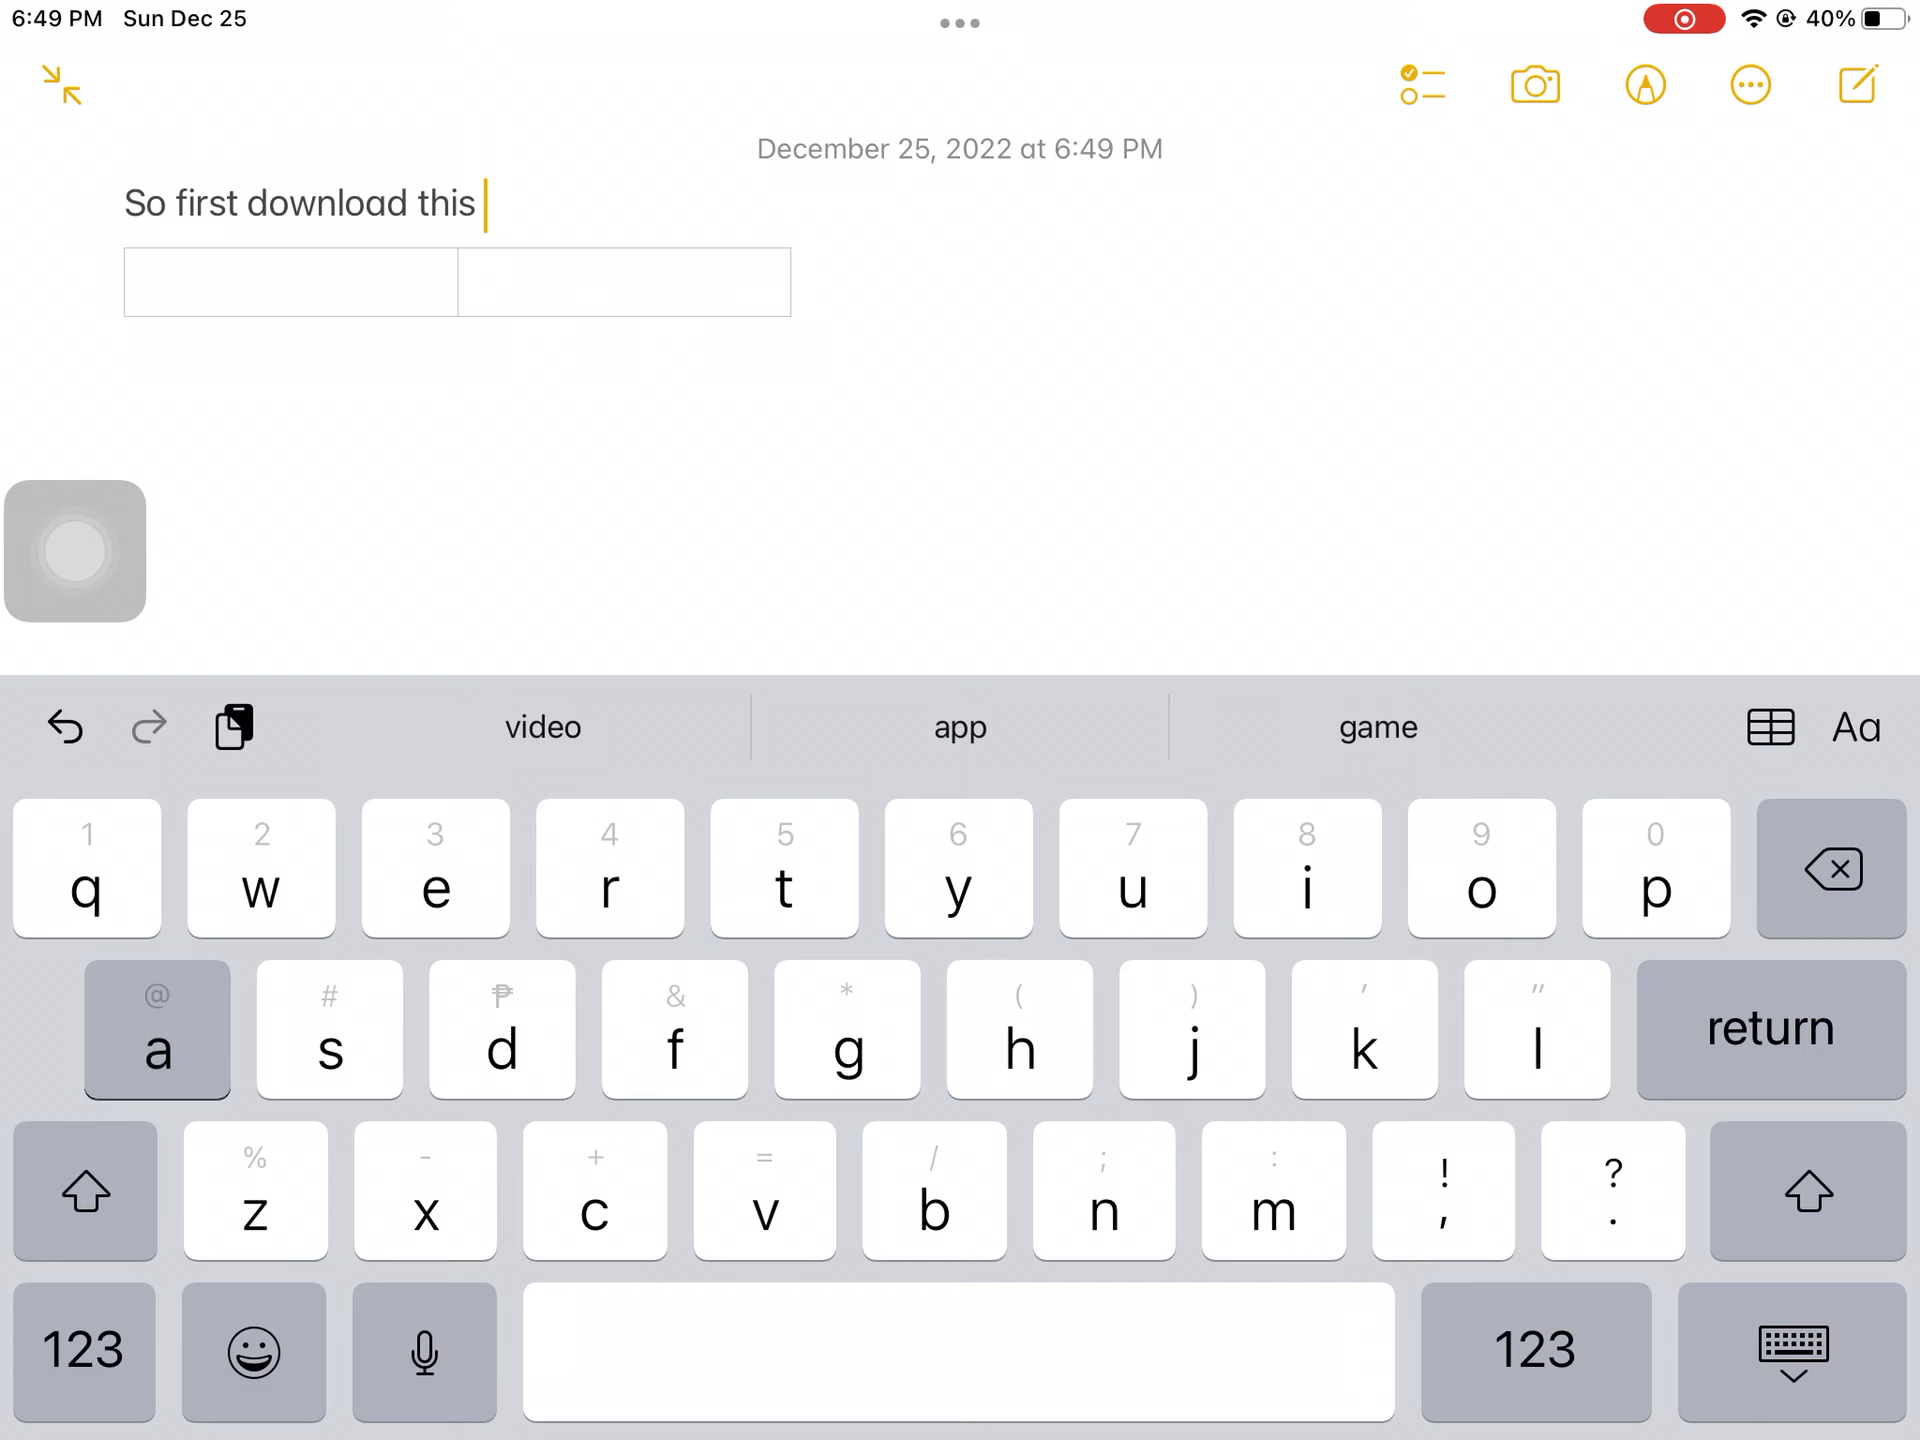 6:49 PM Sun Dec 25
40%
December 25, 2022 at 6:49 PM
So first download this
video app game
Aa
1 2 3 4 5 6 7 8 9 0
q w e r t y u i o p
@ # ₱ & * ( ) ' "
a s d f g h j k l return
% - + = / ; : ! ?
z x c v b n m , .
123 123